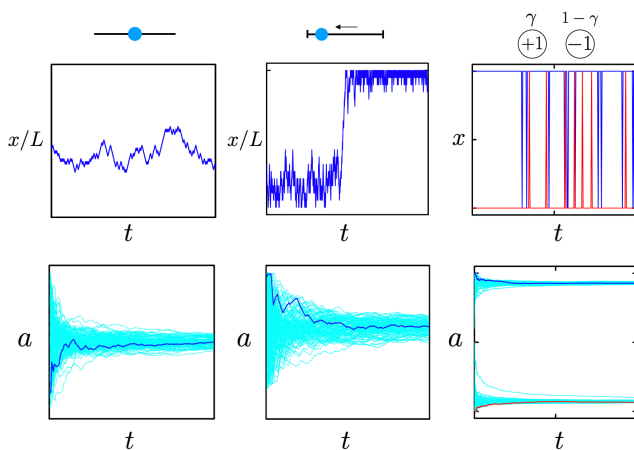 γ 1 − γ
+1 −1
x/L x/L x
t t t
a a a
t t t